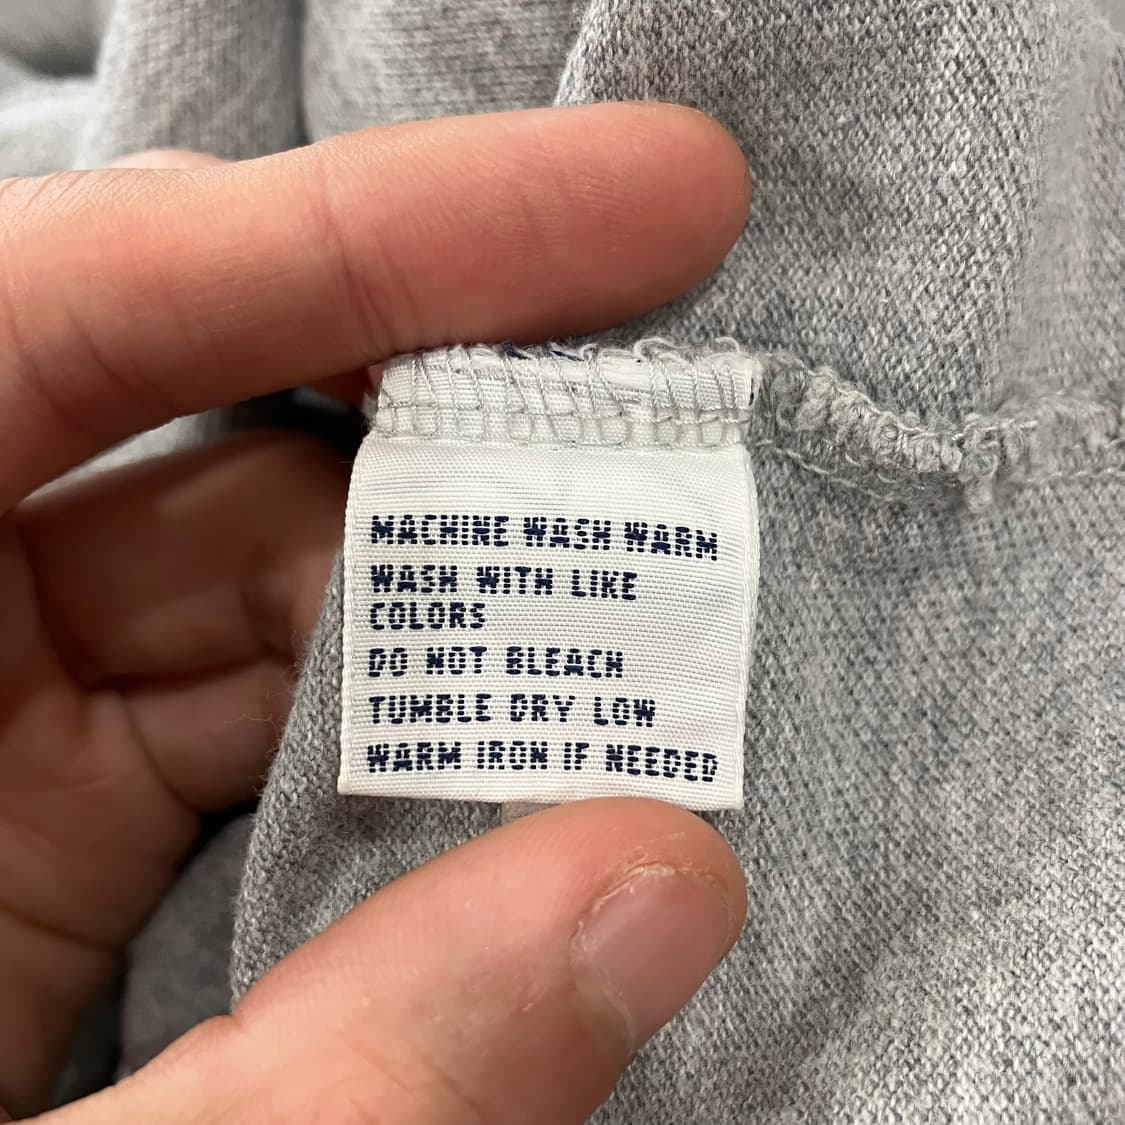 MACHINE WASH WARM
WASH WITH LIKE
COLORS
DO NOT BLEACH
TUMBLE DRY LOW
WARM IRON IF NEEDED